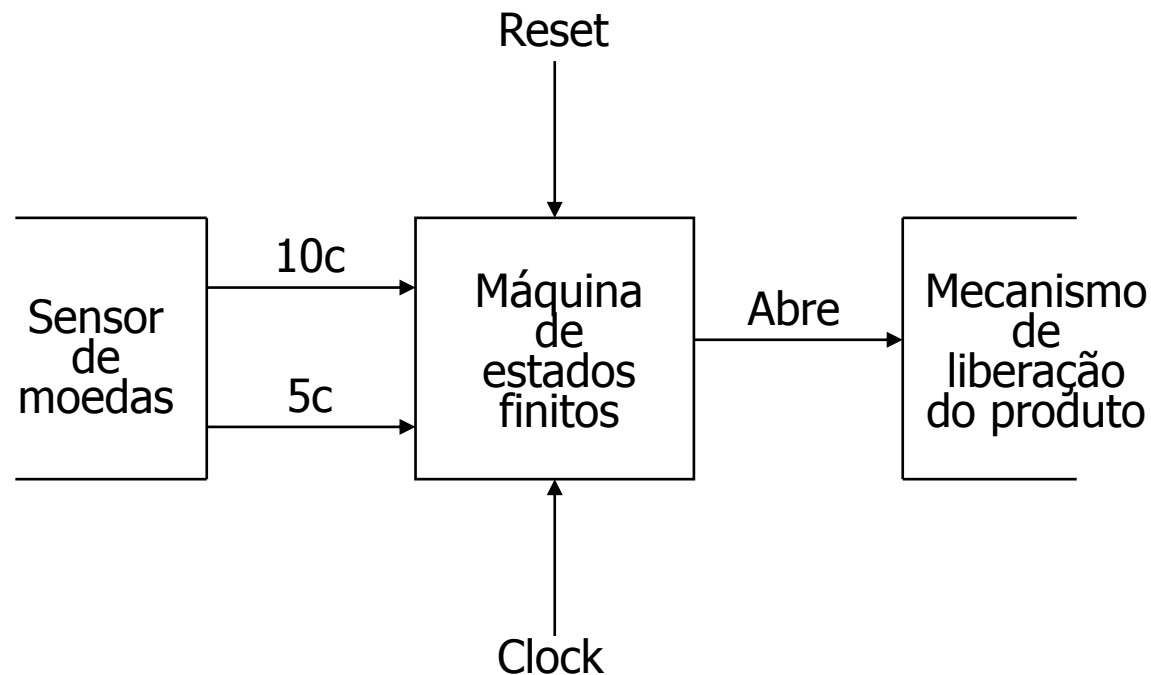 Reset
10c
5c
Sensor
de
moedas
Máquina
de
estados
finitos
Abre
Mecanismo
de
liberação
do produto
Clock